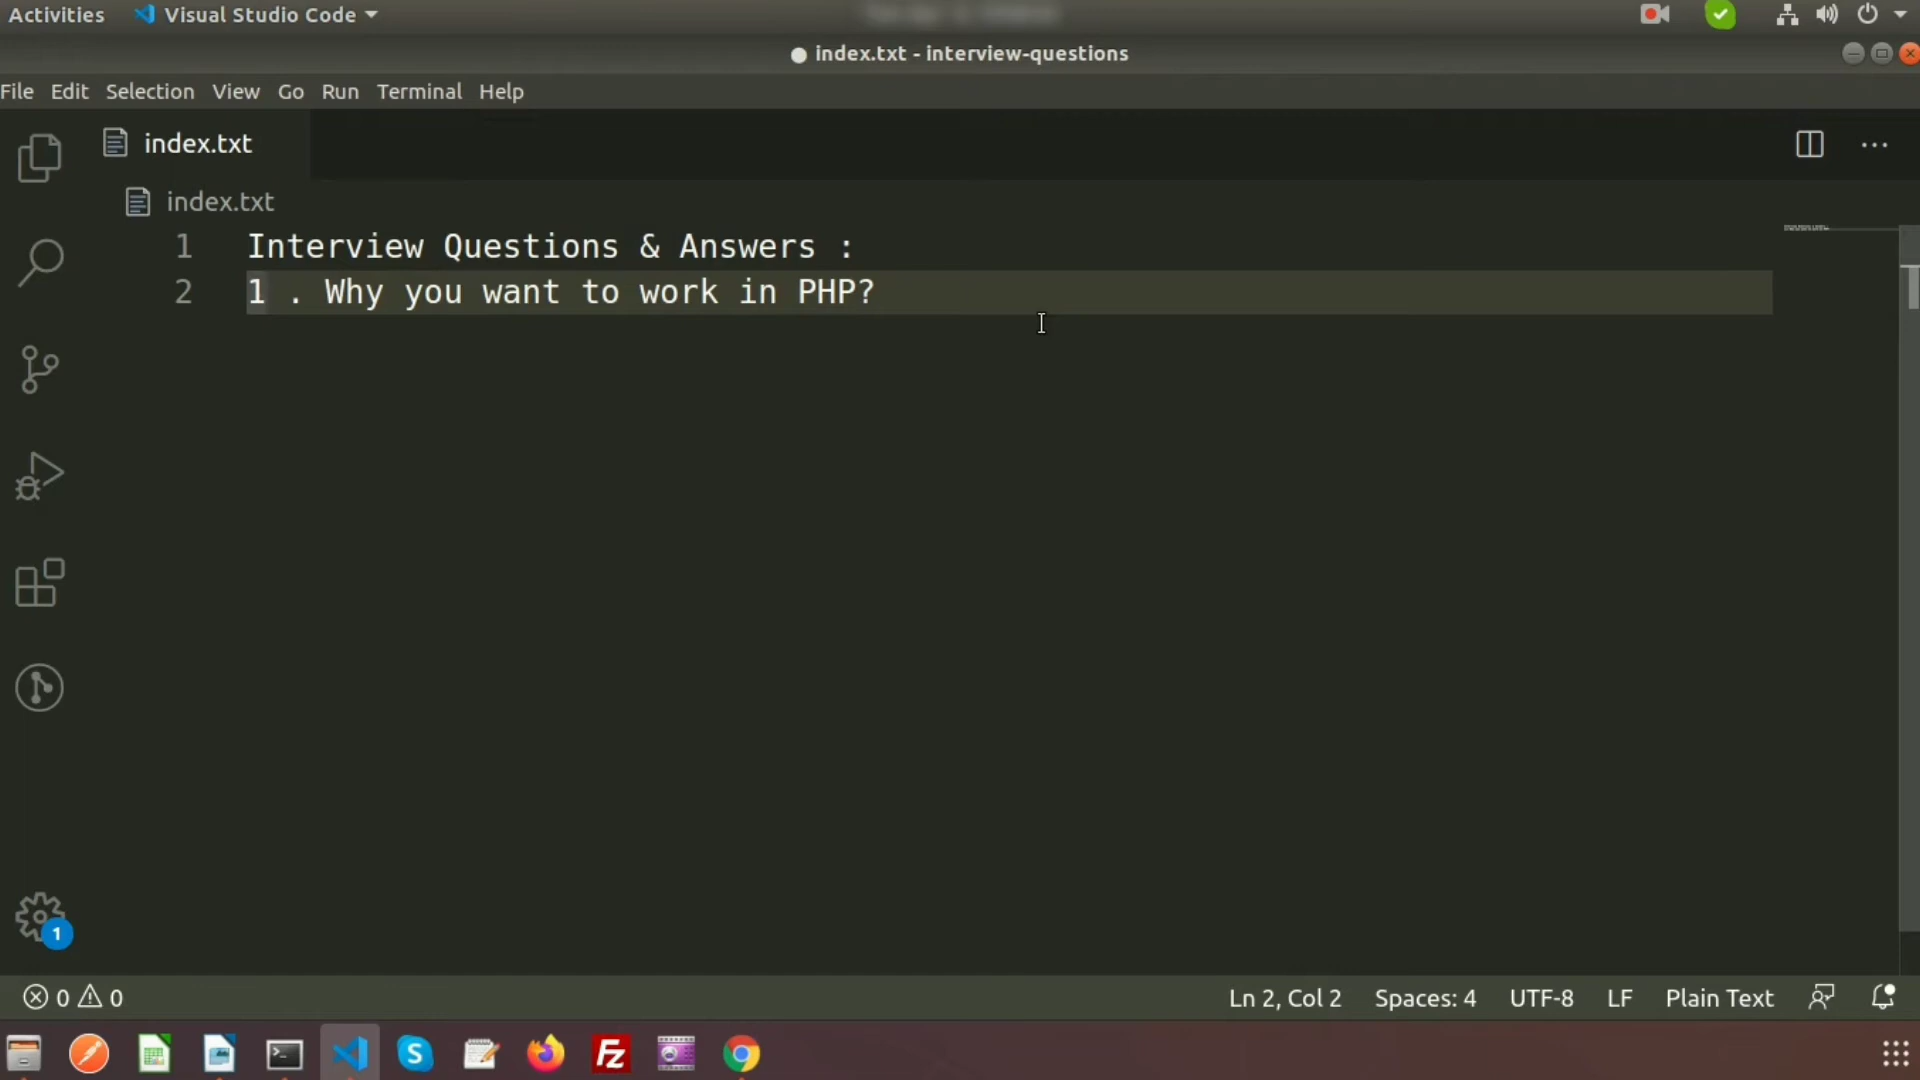 Activities Visual Studio Code
● index.txt - interview-questions
File Edit Selection View Go Run Terminal Help
index.txt
index.txt
1 Interview Questions & Answers :
2 1 . Why you want to work in PHP?
1
0 0 Ln 2, Col 2 Spaces: 4 UTF-8 LF Plain Text